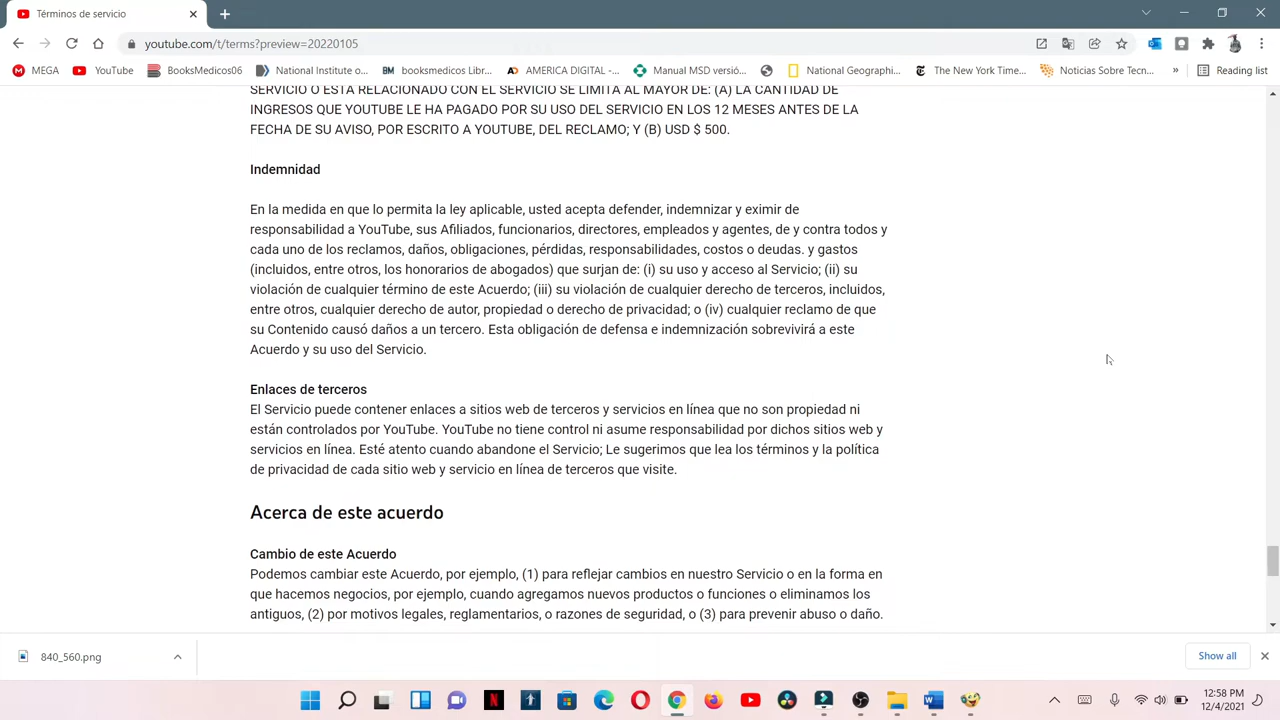 Términos de servicio
youtube.com/t/terms?preview=20220105
MEGA
YouTube
BooksMedicos06
National Institute o...
BM
booksmedicos Libr...
AMERICA DIGITAL -...
Manual MSD versió...
National Geographi...
The New York Time...
Noticias Sobre Tecn...
»
Reading list
SERVICIO O ESTÁ RELACIONADO CON EL SERVICIO SE LIMITA AL MAYOR DE: (A) LA CANTIDAD DE
INGRESOS QUE YOUTUBE LE HA PAGADO POR SU USO DEL SERVICIO EN LOS 12 MESES ANTES DE LA
FECHA DE SU AVISO, POR ESCRITO A YOUTUBE, DEL RECLAMO; Y (B) USD $ 500.
Indemnidad
En la medida en que lo permita la ley aplicable, usted acepta defender, indemnizar y eximir de
responsabilidad a YouTube, sus Afiliados, funcionarios, directores, empleados y agentes, de y contra todos y
cada uno de los reclamos, daños, obligaciones, pérdidas, responsabilidades, costos o deudas. y gastos
(incluidos, entre otros, los honorarios de abogados) que surjan de: (i) su uso y acceso al Servicio; (ii) su
violación de cualquier término de este Acuerdo; (iii) su violación de cualquier derecho de terceros, incluidos,
entre otros, cualquier derecho de autor, propiedad o derecho de privacidad; o (iv) cualquier reclamo de que
su Contenido causó daños a un tercero. Esta obligación de defensa e indemnización sobrevivirá a este
Acuerdo y su uso del Servicio.
Enlaces de terceros
El Servicio puede contener enlaces a sitios web de terceros y servicios en línea que no son propiedad ni
están controlados por YouTube. YouTube no tiene control ni asume responsabilidad por dichos sitios web y
servicios en línea. Esté atento cuando abandone el Servicio; Le sugerimos que lea los términos y la política
de privacidad de cada sitio web y servicio en línea de terceros que visite.
Acerca de este acuerdo
Cambio de este Acuerdo
Podemos cambiar este Acuerdo, por ejemplo, (1) para reflejar cambios en nuestro Servicio o en la forma en
que hacemos negocios, por ejemplo, cuando agregamos nuevos productos o funciones o eliminamos los
antiguos, (2) por motivos legales, reglamentarios, o razones de seguridad, o (3) para prevenir abuso o daño.
840_560.png
Show all
12:58 PM
12/4/2021